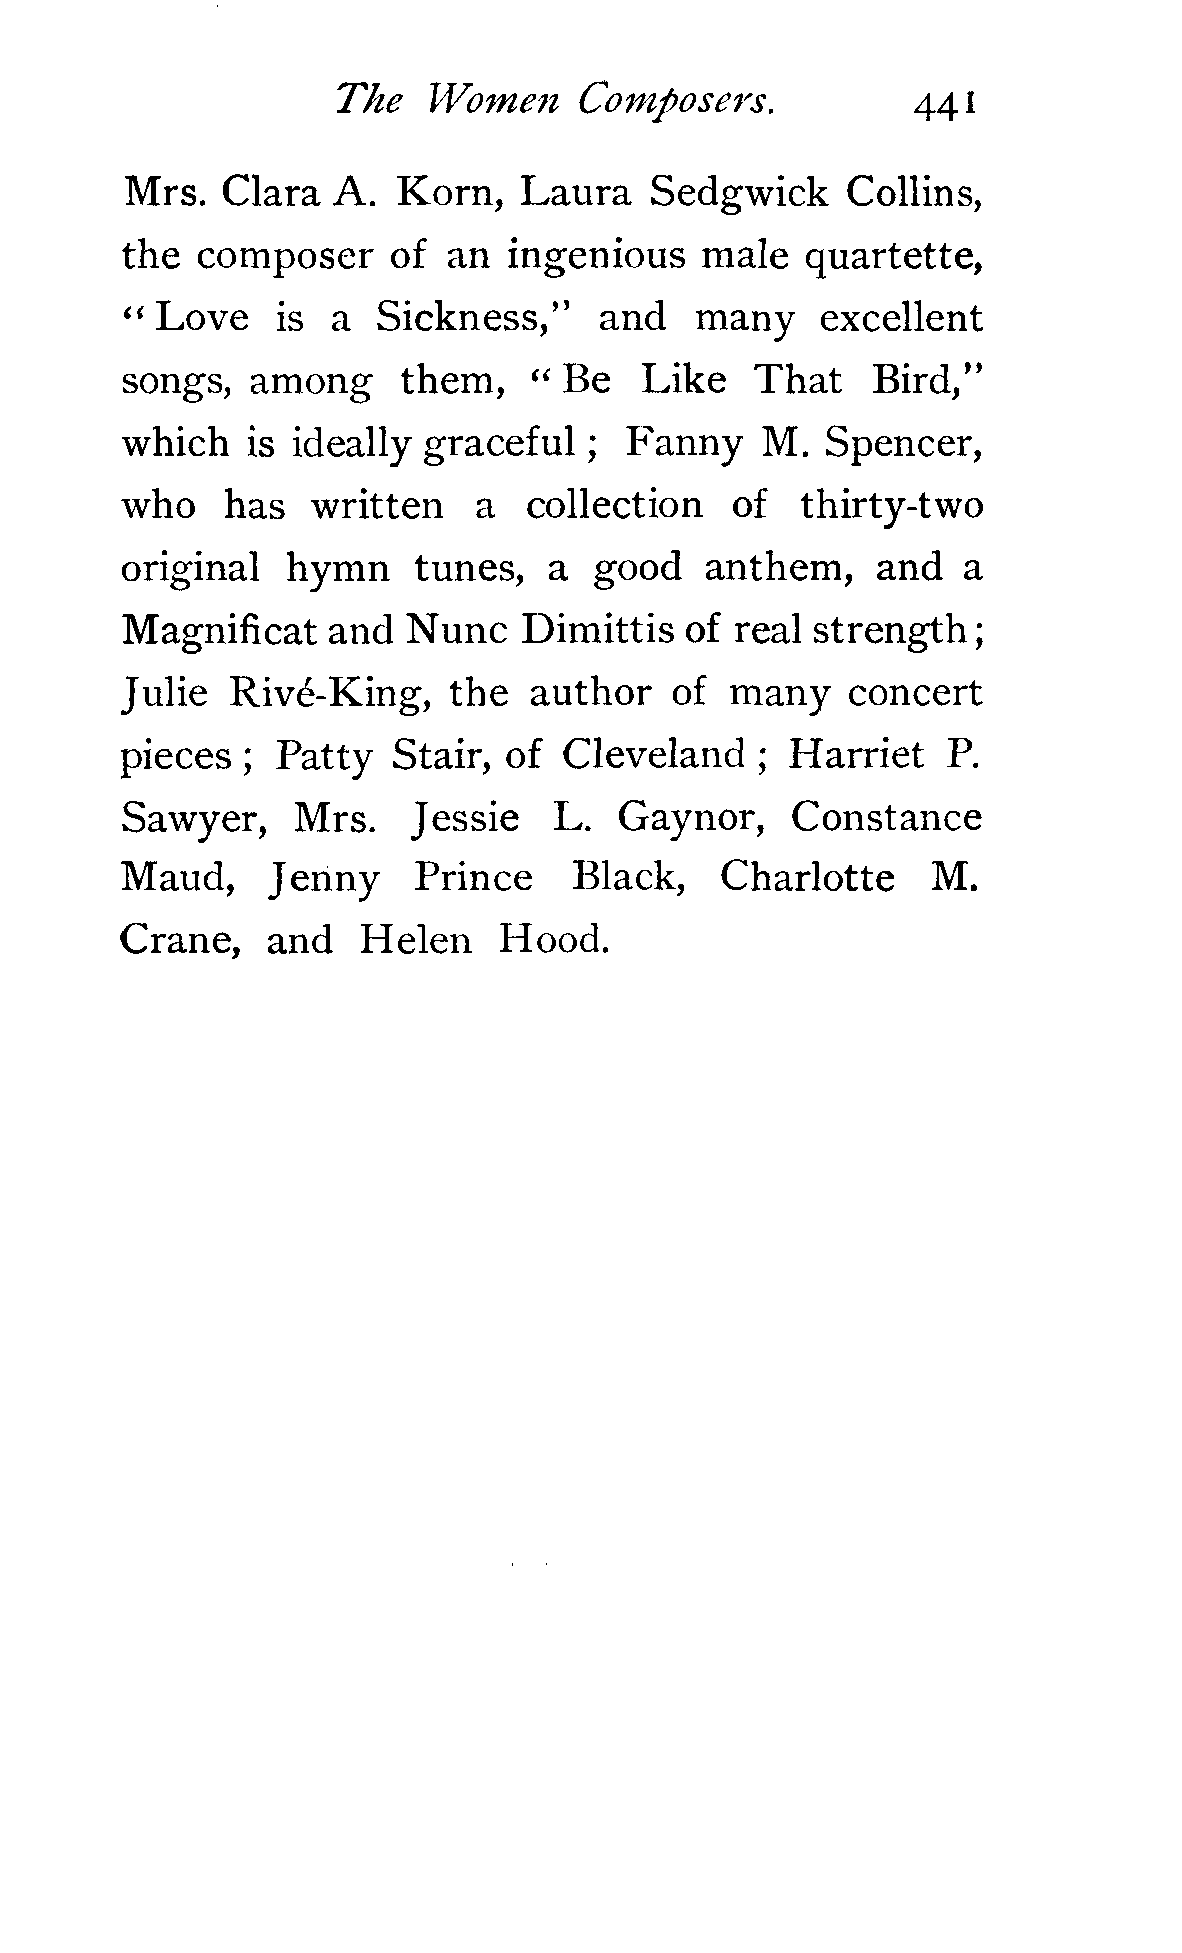 The Women Composers. 441
Mrs. Clara A. Korn, Laura Sedgwick Collins,
the composer of an ingenious male quartette,
“Love is a Sickness,” and many excellent
songs, among them, “Be Like That Bird,”
which is ideally graceful; Fanny M. Spencer,
who has written a collection of thirty-two
original hymn tunes, a good anthem, and a
Magnificat and Nunc Dimittis of real strength;
Julie Rivé-King, the author of many concert
pieces; Patty Stair, of Cleveland; Harriet P.
Sawyer, Mrs. Jessie L. Gaynor, Constance
Maud, Jenny Prince Black, Charlotte M.
Crane, and Helen Hood.